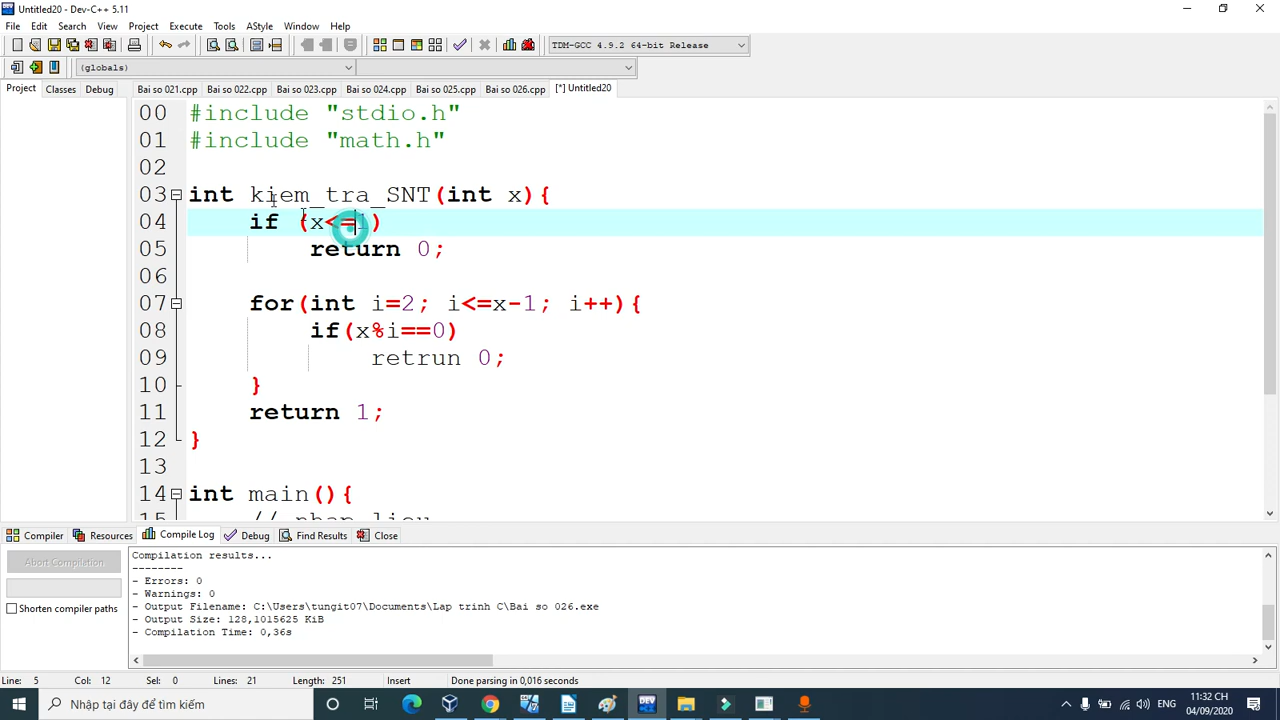 Untitled20 - Dev-C++ 5.11
File Edit Search View Project Execute Tools AStyle Window Help
TDM-GCC 4.9.2 64-bit Release
(globals)
Project Classes Debug
Bai so 021.cpp Bai so 022.cpp Bai so 023.cpp Bai so 024.cpp Bai so 025.cpp Bai so 026.cpp [*] Untitled20
00 #include "stdio.h"
01 #include "math.h"
02
03 int kiem_tra_SNT(int x){
04 if (x<=1)
05 return 0;
06
07 for(int i=2; i<=x-1; i++){
08 if(x%i==0)
09 retrun 0;
10 }
11 return 1;
12 }
13
14 int main(){
15 // nhap lieu
Compiler Resources Compile Log Debug Find Results Close
Abort Compilation
Shorten compiler paths
Compilation results...
--------
- Errors: 0
- Warnings: 0
- Output Filename: C:\Users\tungit07\Documents\Lap trinh C\Bai so 026.exe
- Output Size: 128,1015625 KiB
- Compilation Time: 0,36s
Line: 5 Col: 12 Sel: 0 Lines: 21 Length: 251 Insert Done parsing in 0,016 seconds
Nhập tại đây để tìm kiếm
DEV
11:32 CH
04/09/2020